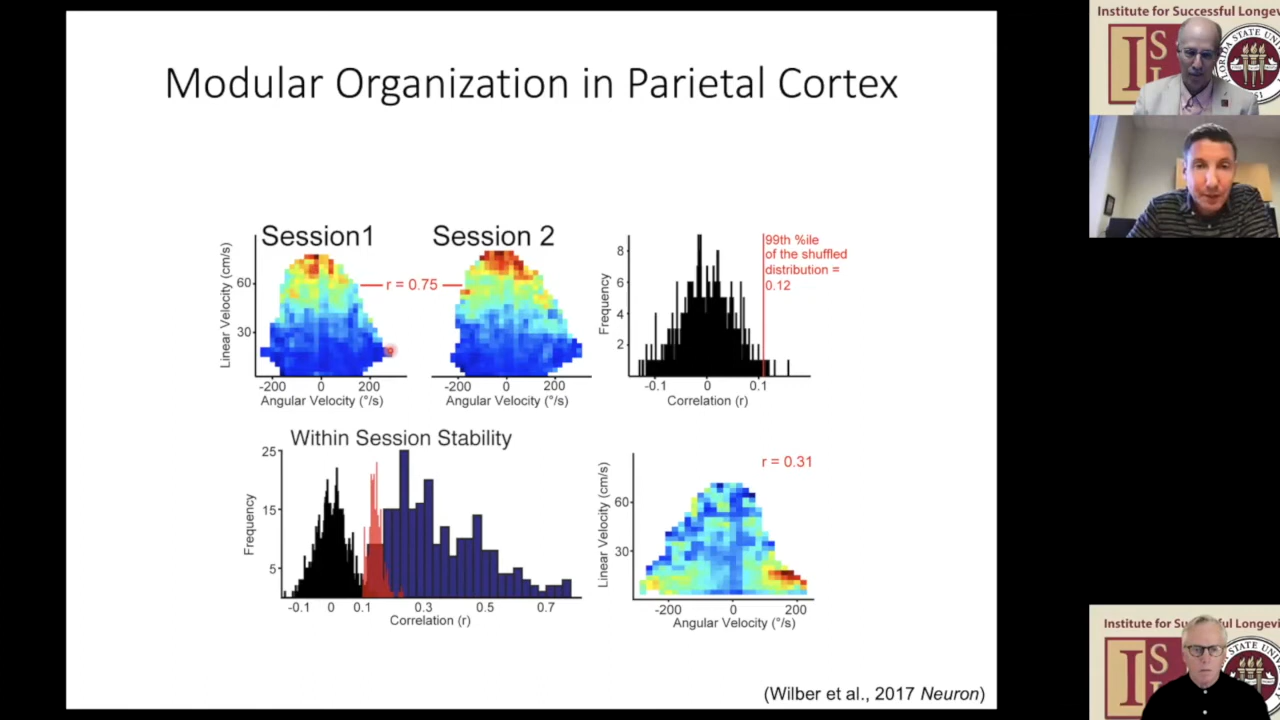 Modular Organization in Parietal Cortex
Session1
Session 2
r = 0.75
Linear Velocity (cm/s)
60
30
-200 0 200
Angular Velocity (°/s)
-200 0 200
Angular Velocity (°/s)
99th %ile
of the shuffled
distribution =
0.12
Frequency
8
6
4
2
-0.1 0 0.1
Correlation (r)
Within Session Stability
Frequency
25
15
5
-0.1 0 0.1 0.3 0.5 0.7
Correlation (r)
r = 0.31
Linear Velocity (cm/s)
60
30
-200 0 200
Angular Velocity (°/s)
(Wilber et al., 2017 Neuron)
Institute for Successful Longevi
I S
Institute for Su ful Longevi
I S